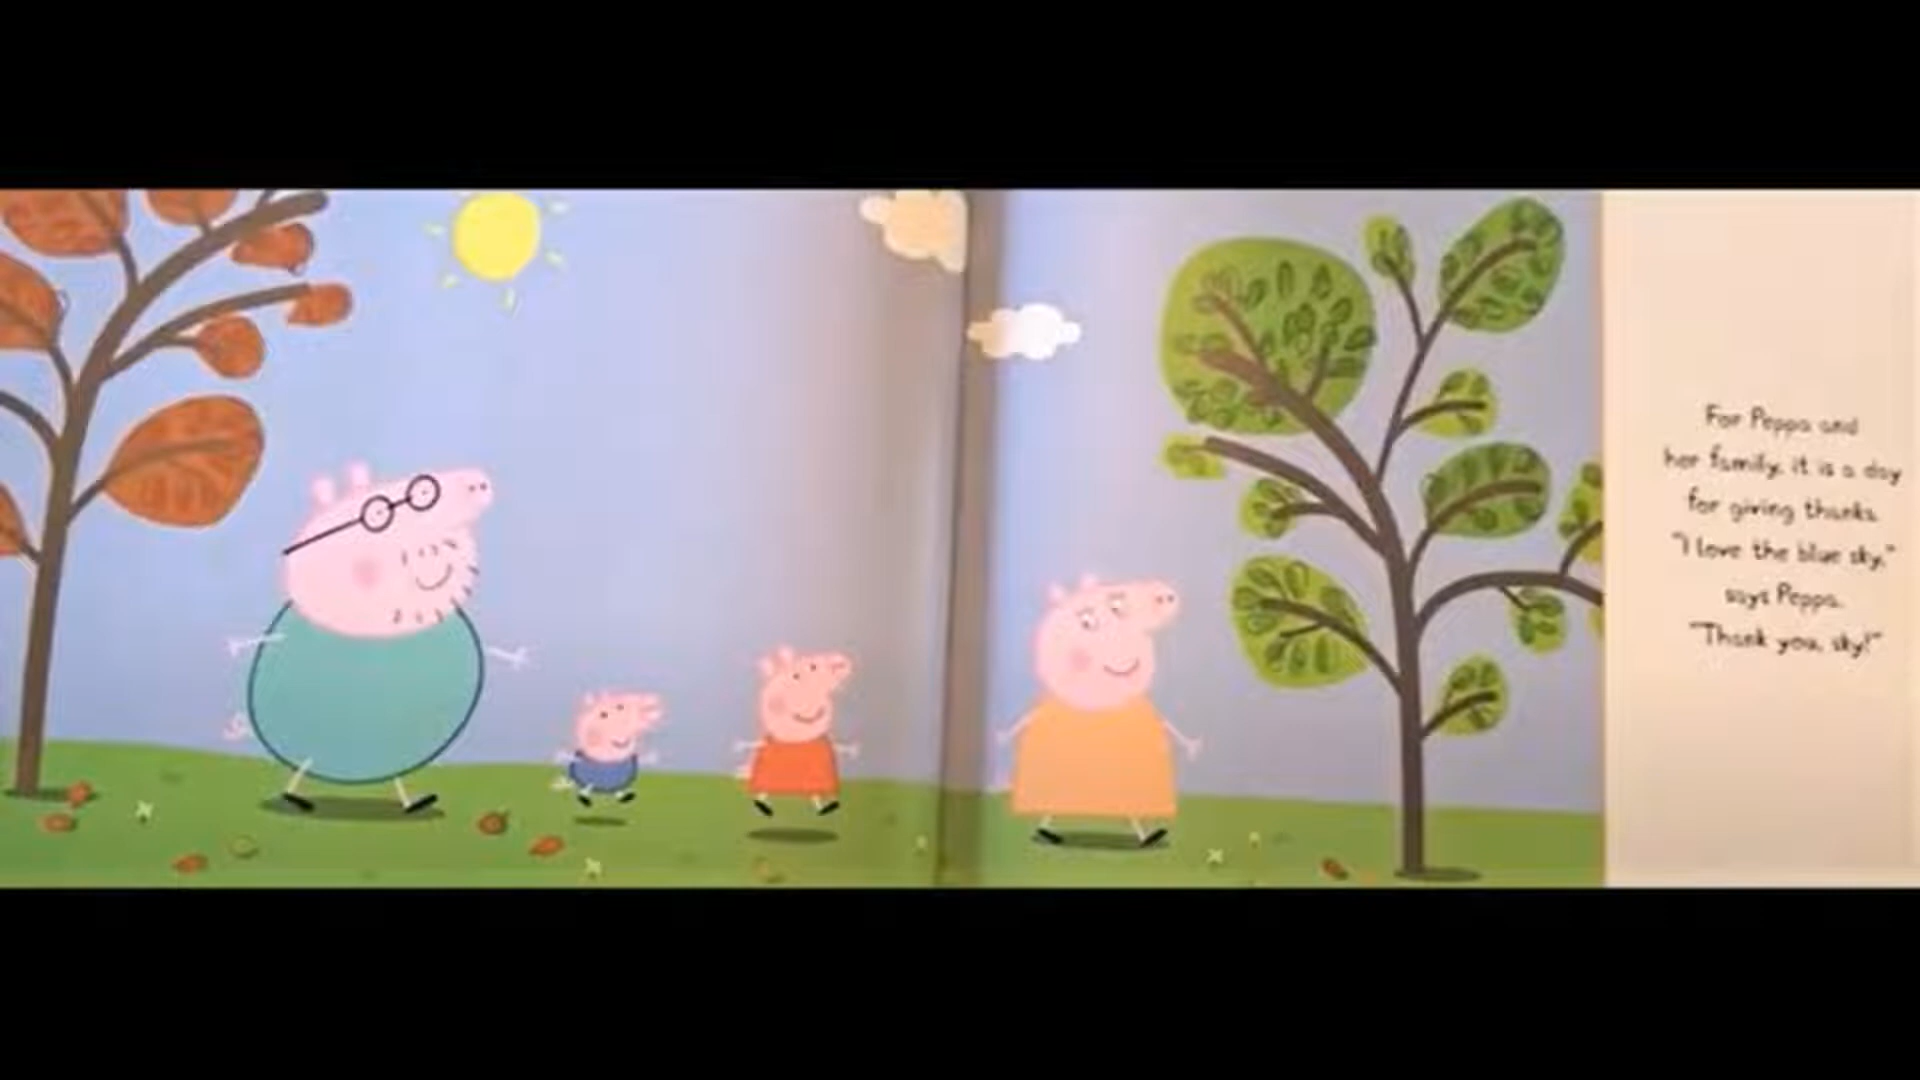 For Peppa and
her family, it is a day
for giving thanks.
"I love the blue sky,"
says Peppa.
"Thank you, sky!"